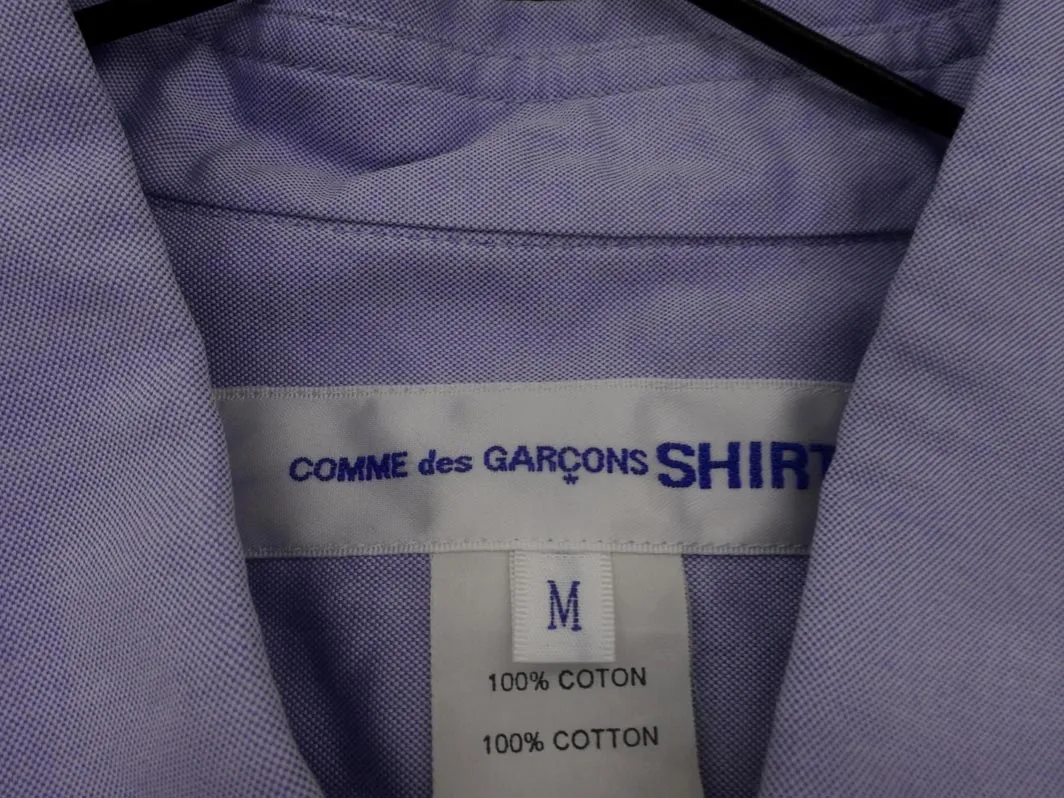 COMME des GARÇONS SHIRT
M
100% COTON
100% COTTON